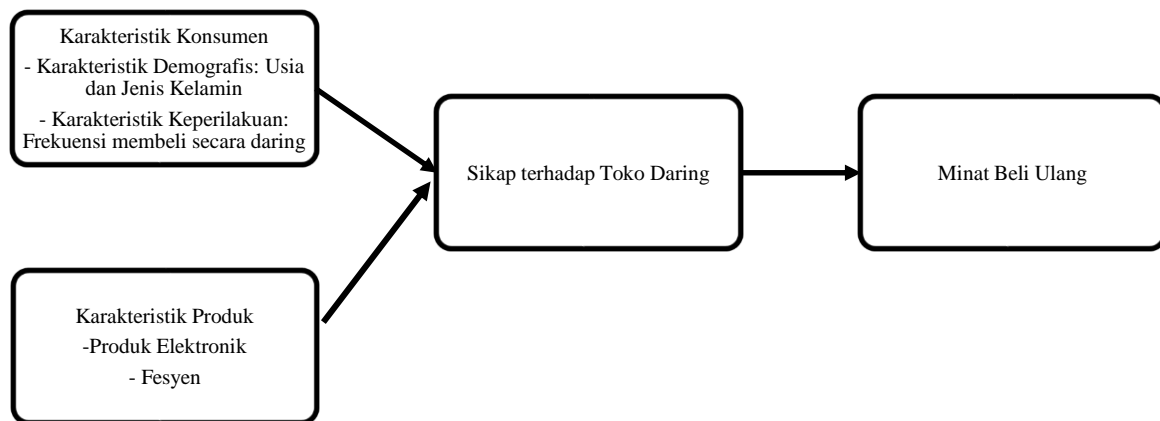 Karakteristik Konsumen
- Karakteristik Demografis: Usia
dan Jenis Kelamin
- Karakteristik Keperilakuan:
Frekuensi membeli secara daring
Sikap terhadap Toko Daring
Minat Beli Ulang
Karakteristik Produk
-Produk Elektronik
- Fesyen